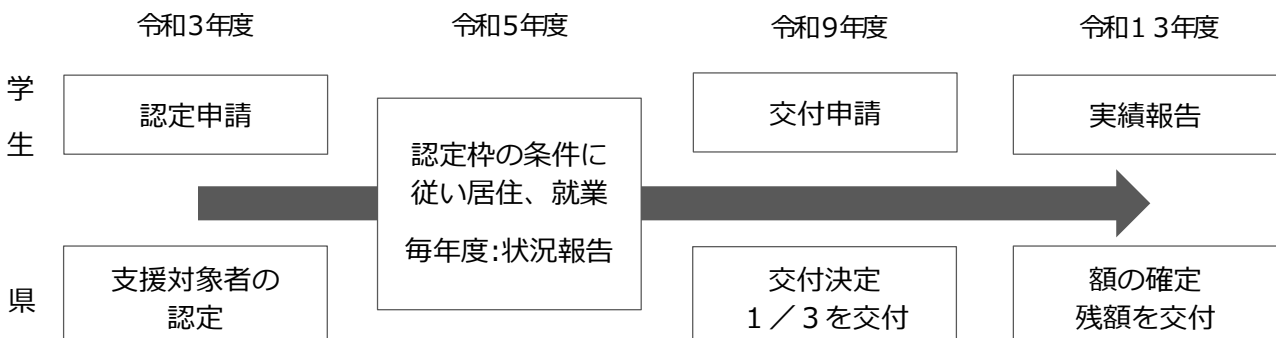 令和3年度
令和5年度
令和9年度
令和13年度
学生
認定申請
認定枠の条件に
従い居住、就業
毎年度:状況報告
交付申請
実績報告
県
支援対象者の
認定
交付決定
1／3を交付
額の確定
残額を交付